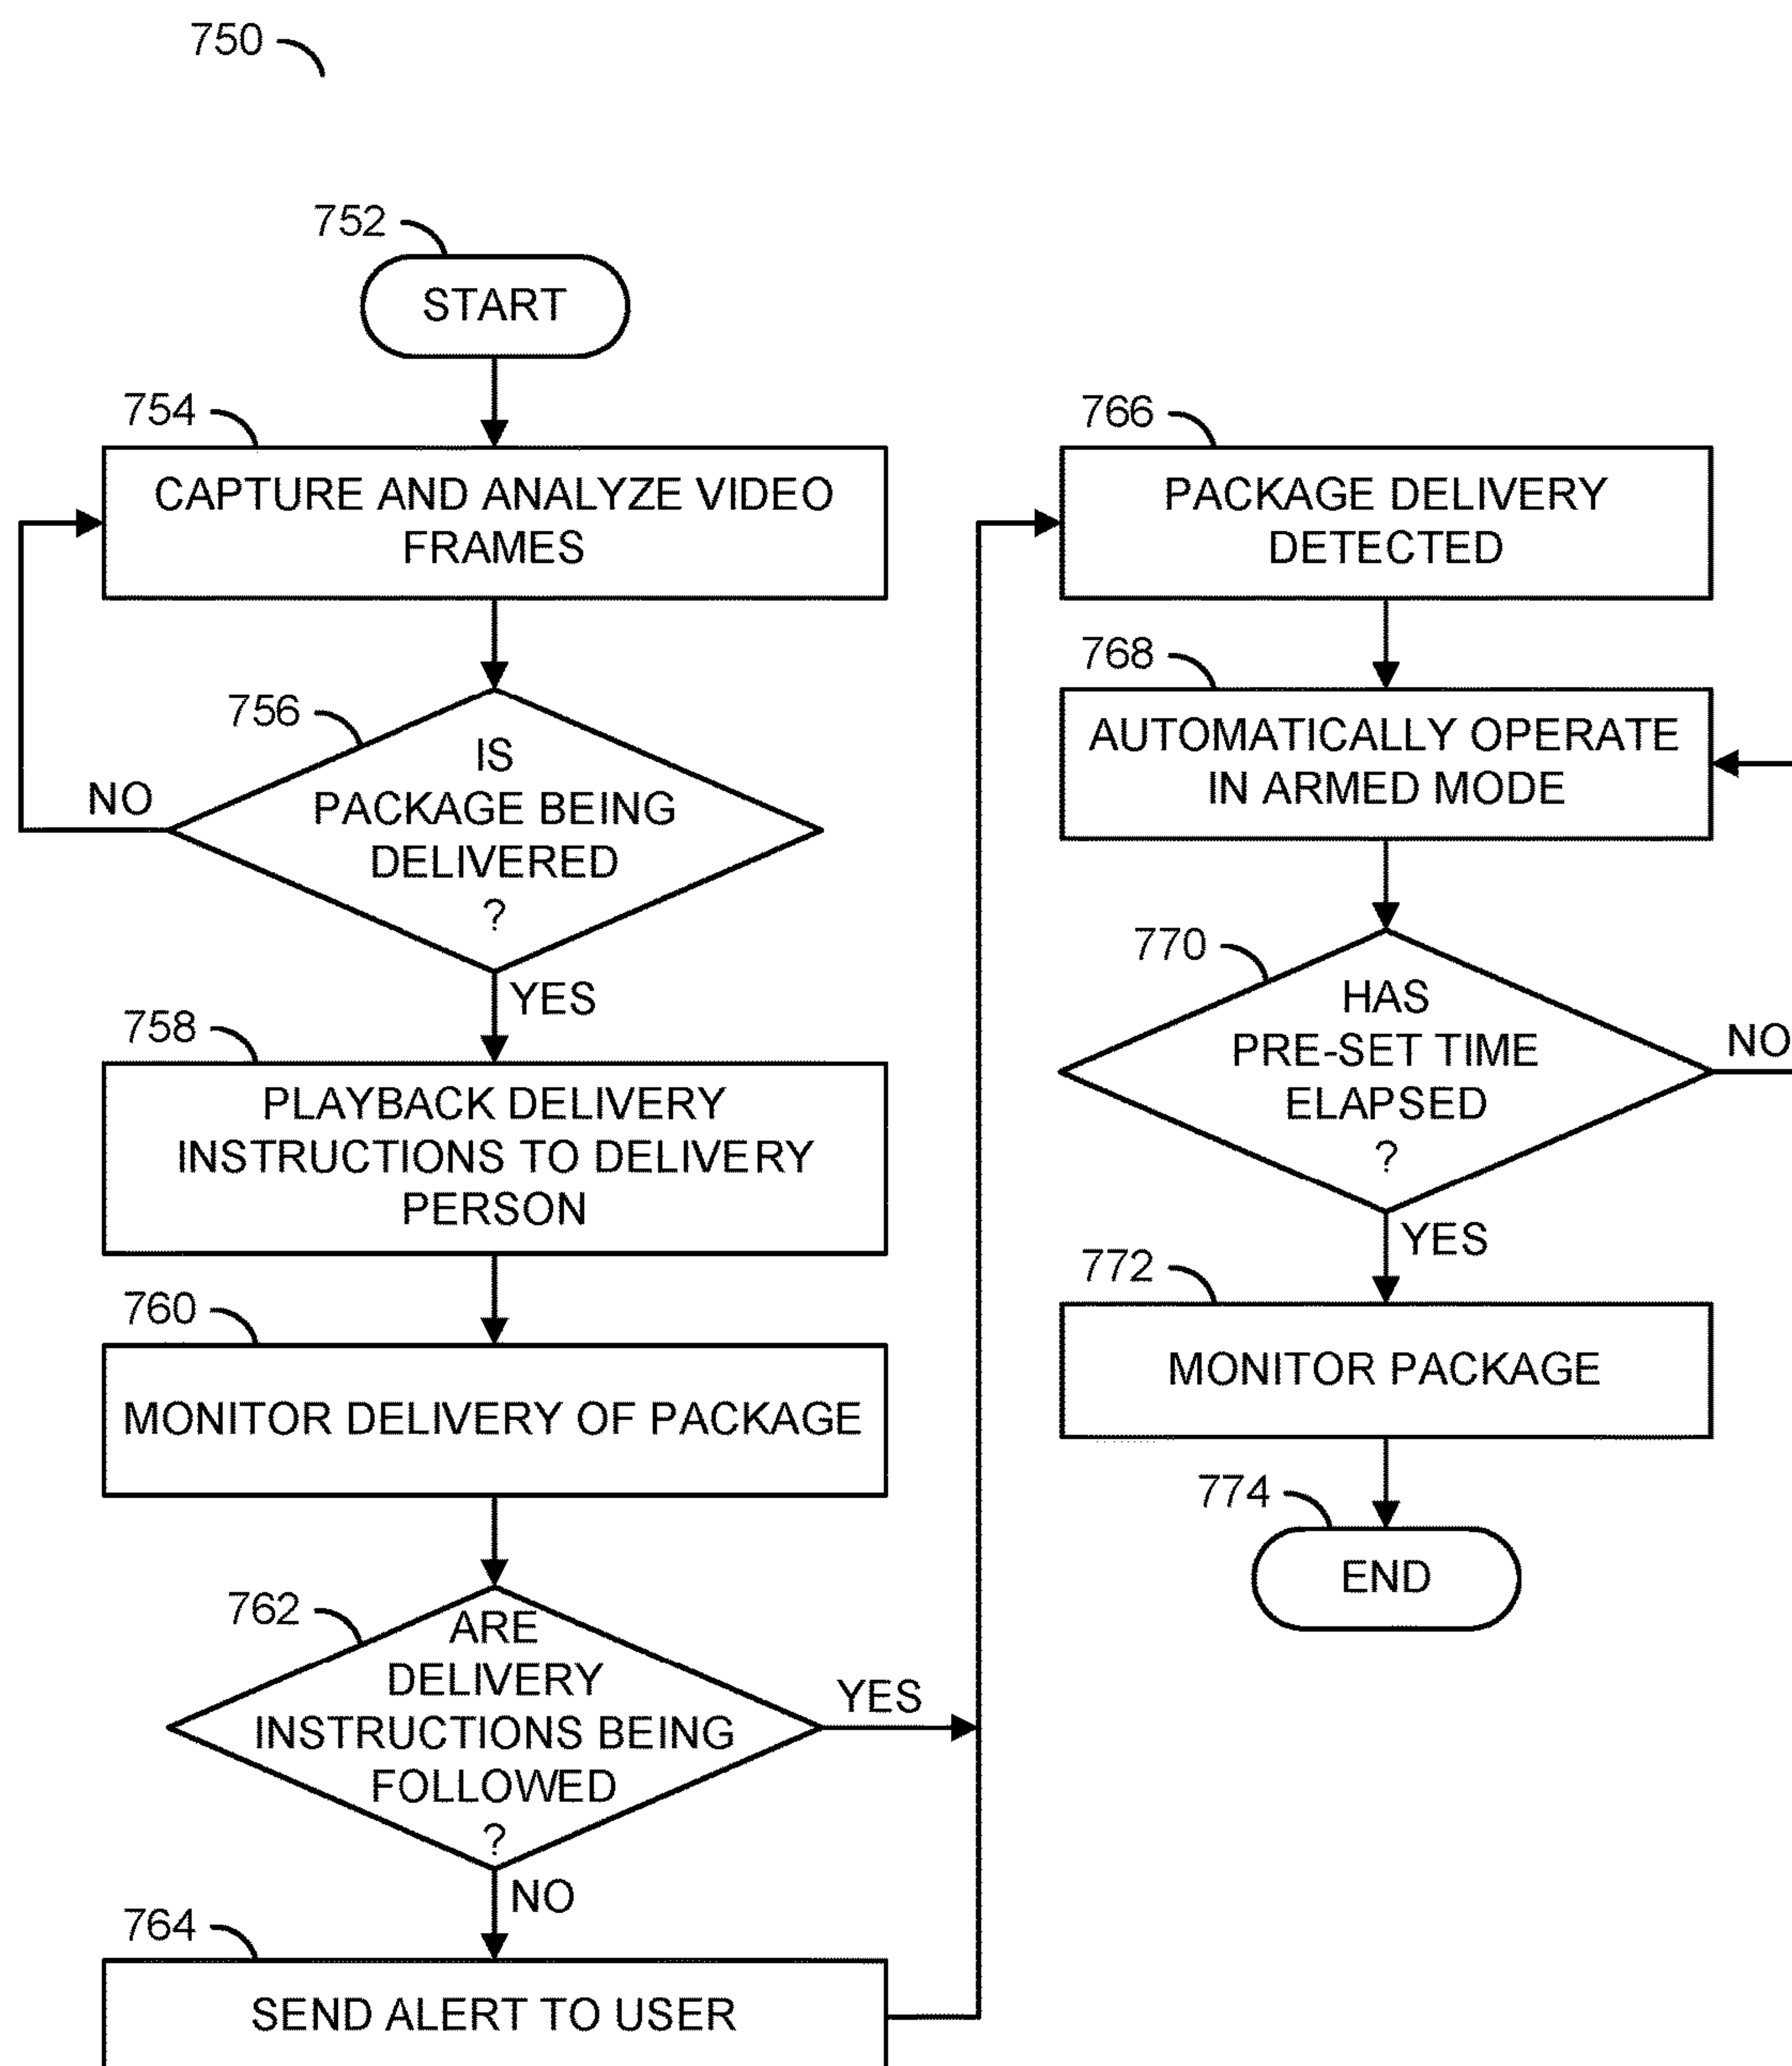 750
752
START
754
CAPTURE AND ANALYZE VIDEO
FRAMES
756
IS
PACKAGE BEING
DELIVERED
?
NO
YES
758
PLAYBACK DELIVERY
INSTRUCTIONS TO DELIVERY
PERSON
760
MONITOR DELIVERY OF PACKAGE
762
ARE
DELIVERY
INSTRUCTIONS BEING
FOLLOWED
?
YES
NO
764
SEND ALERT TO USER
766
PACKAGE DELIVERY
DETECTED
768
AUTOMATICALLY OPERATE
IN ARMED MODE
770
HAS
PRE-SET TIME
ELAPSED
?
NO
YES
772
MONITOR PACKAGE
774
END